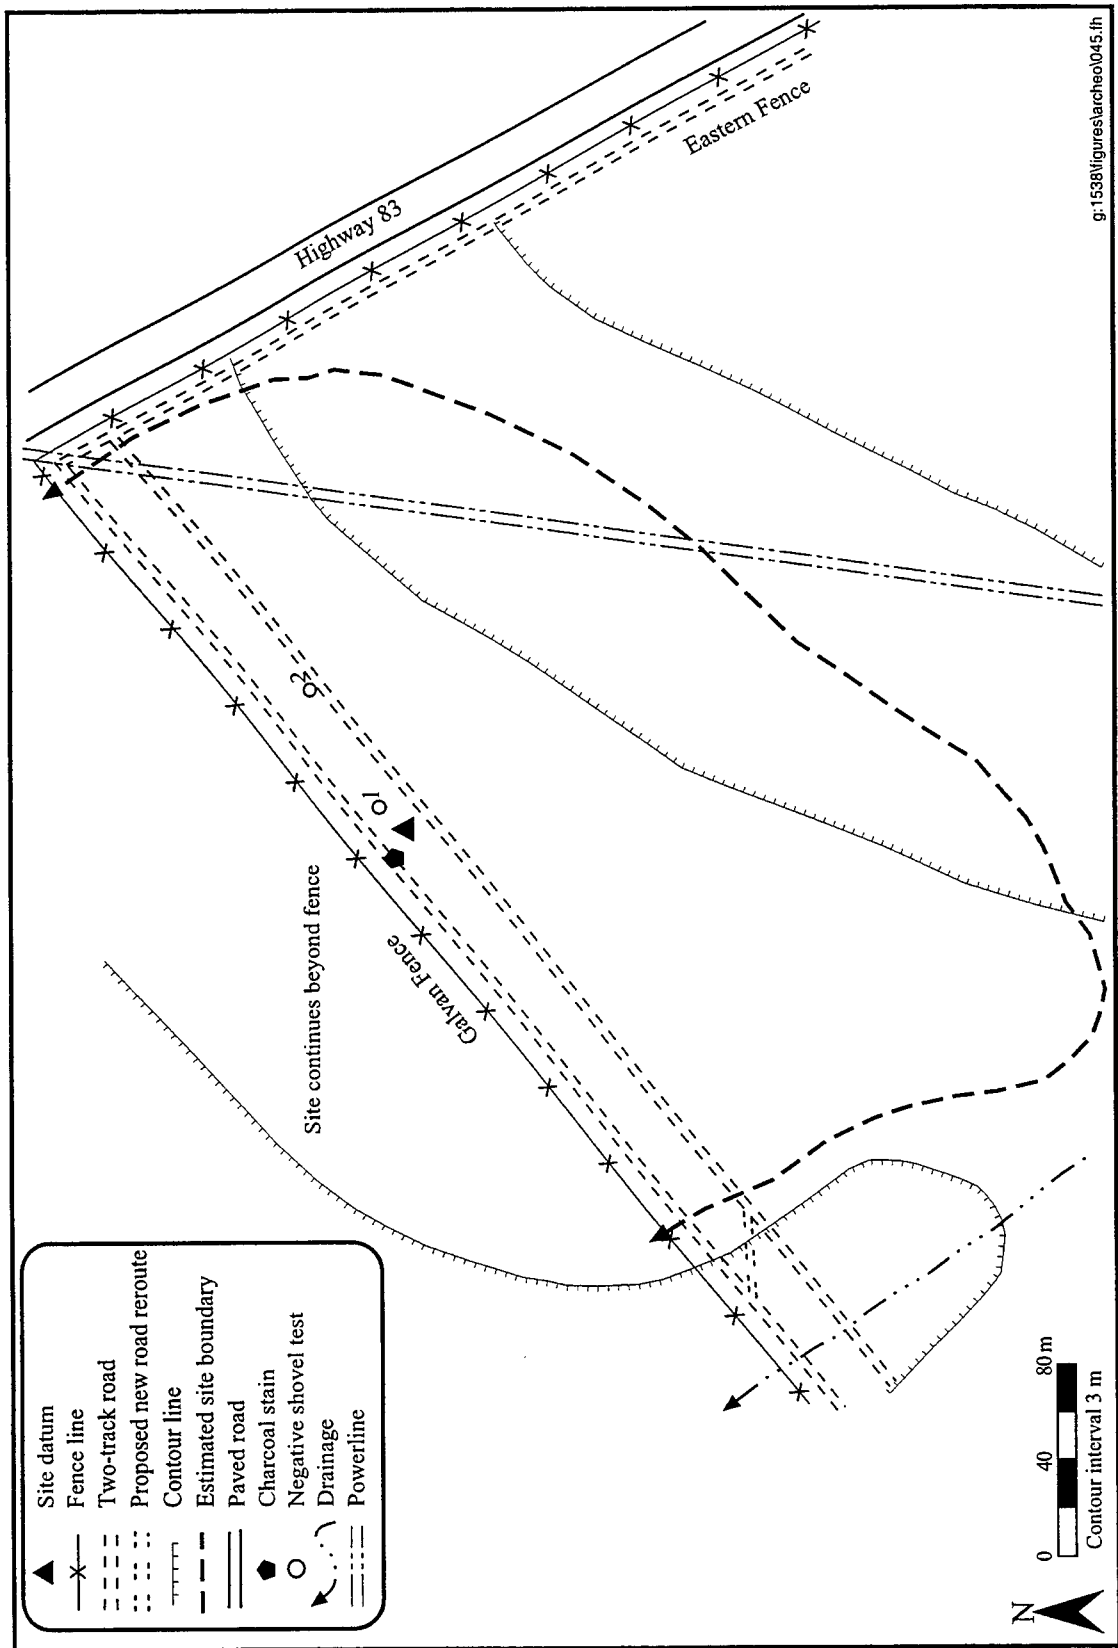 Site datum
Fence line
Two-track road
Proposed new road reroute
Contour line
Estimated site boundary
Paved road
Charcoal stain
Negative shovel test
Drainage
Powerline
Site continues beyond fence
Galvan Fence
1
2
Highway 83
Eastern Fence
N
0 40 80 m
Contour interval 3 m
g:1538\figures\archeo\045.fh